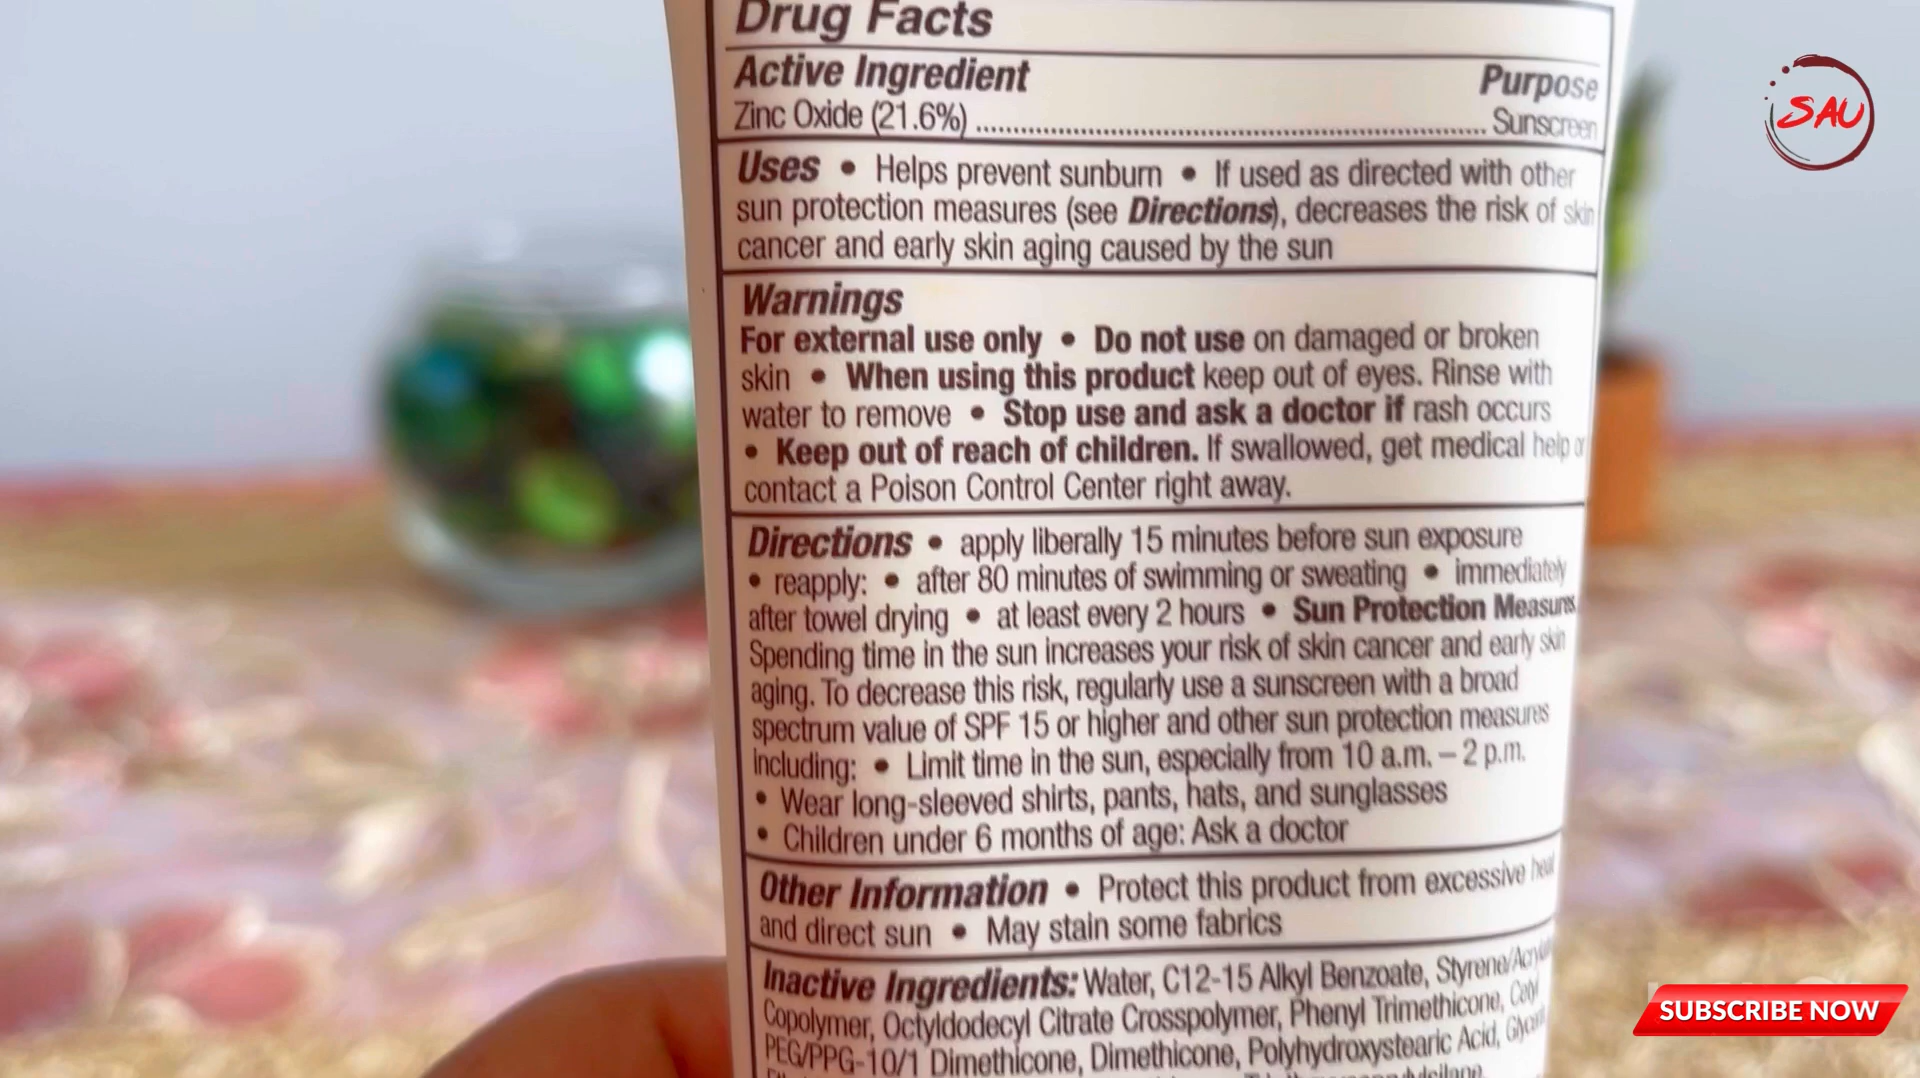 Drug Facts
Active Ingredient Purpose
Zinc Oxide (21.6%) ........ Sunscreen
Uses • Helps prevent sunburn • If used as directed with other
sun protection measures (see Directions), decreases the risk of skin
cancer and early skin aging caused by the sun
Warnings
For external use only • Do not use on damaged or broken
skin • When using this product keep out of eyes. Rinse with
water to remove • Stop use and ask a doctor if rash occurs
• Keep out of reach of children. If swallowed, get medical help or
contact a Poison Control Center right away.
Directions • apply liberally 15 minutes before sun exposure
• reapply: • after 80 minutes of swimming or sweating • immediately
after towel drying • at least every 2 hours • Sun Protection Measures
Spending time in the sun increases your risk of skin cancer and early skin
aging. To decrease this risk, regularly use a sunscreen with a broad
spectrum value of SPF 15 or higher and other sun protection measures
including: • Limit time in the sun, especially from 10 a.m. – 2 p.m.
• Wear long-sleeved shirts, pants, hats, and sunglasses
• Children under 6 months of age: Ask a doctor
Other Information • Protect this product from excessive heat
and direct sun • May stain some fabrics
Inactive Ingredients: Water, C12-15 Alkyl Benzoate,
Copolymer, Octyldodecyl Citrate Crosspolymer, Phenyl Trimethicone, Cetyl
PEG/PPG-10/1 Dimethicone, Dimethicone, Polyhydroxystearic Acid,
SAU
SUBSCRIBE NOW